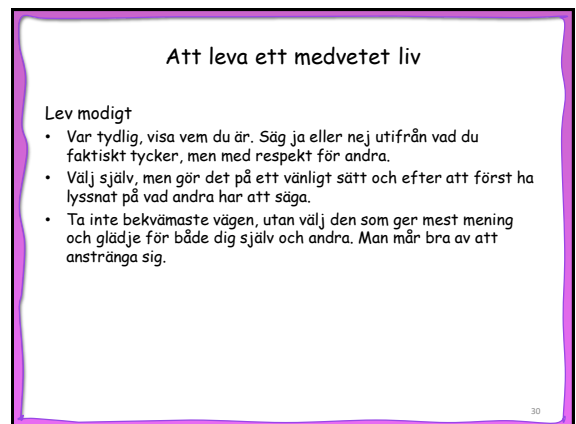 Att leva ett medvetet liv
Lev modigt
• Var tydlig, visa vem du är. Säg ja eller nej utifrån vad du
faktiskt tycker, men med respekt för andra.
• Välj själv, men gör det på ett vänligt sätt och efter att först ha
lyssnat på vad andra har att säga.
• Ta inte bekvämaste vägen, utan välj den som ger mest mening
och glädje för både dig själv och andra. Man mår bra av att
anstränga sig.
30